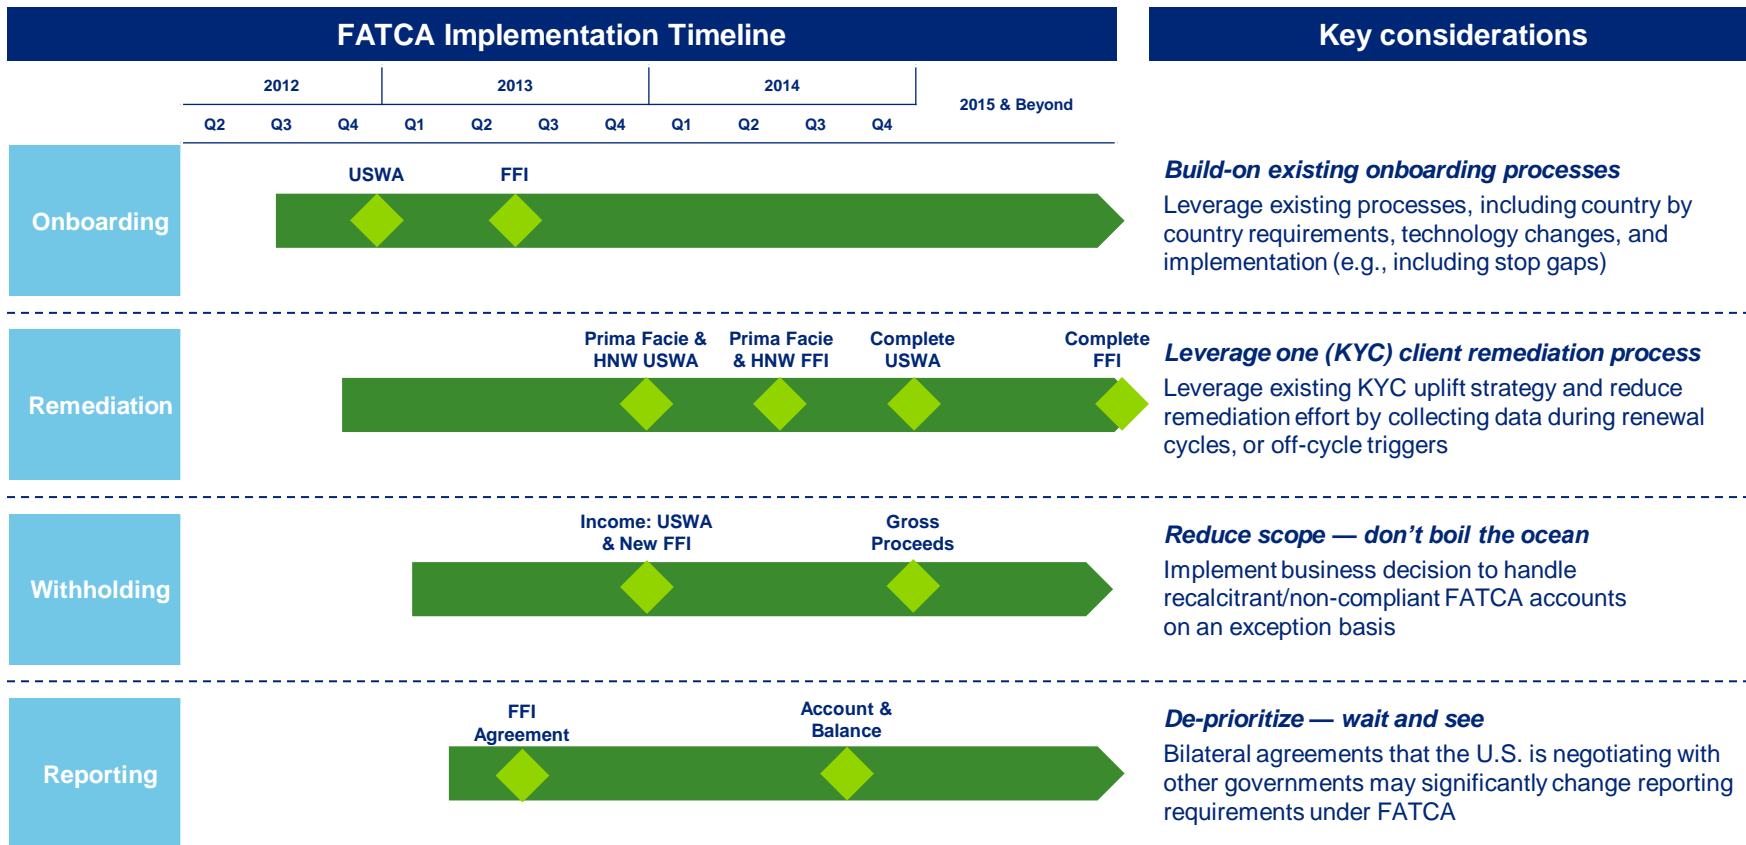 FATCA Implementation Timeline
Key considerations
2012
2013
2014
2015 & Beyond
Q2
Q3
Q4
Q1
Q2
Q3
Q4
Q1
Q2
Q3
Q4
Onboarding
USWA
FFI
Build-on existing onboarding processes
Leverage existing processes, including country by
country requirements, technology changes, and
implementation (e.g., including stop gaps)
Remediation
Prima Facie &
HNW USWA
Prima Facie
& HNW FFI
Complete
USWA
Complete
FFI
Leverage one (KYC) client remediation process
Leverage existing KYC uplift strategy and reduce
remediation effort by collecting data during renewal
cycles, or off-cycle triggers
Withholding
Income: USWA
& New FFI
Gross
Proceeds
Reduce scope — don’t boil the ocean
Implement business decision to handle
recalcitrant/non-compliant FATCA accounts
on an exception basis
Reporting
FFI
Agreement
Account &
Balance
De-prioritize — wait and see
Bilateral agreements that the U.S. is negotiating with
other governments may significantly change reporting
requirements under FATCA